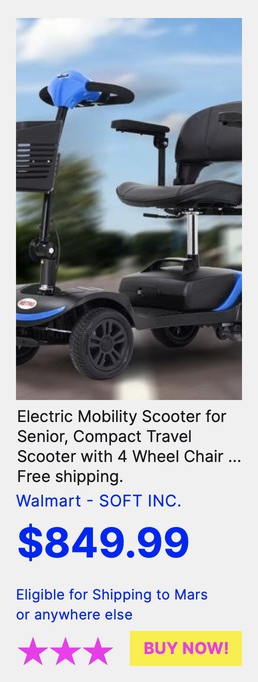 Electric Mobility Scooter for
Senior, Compact Travel
Scooter with 4 Wheel Chair ...
Free shipping.
Walmart - SOFT INC.
$849.99
Eligible for Shipping to Mars
or anywhere else
BUY NOW!